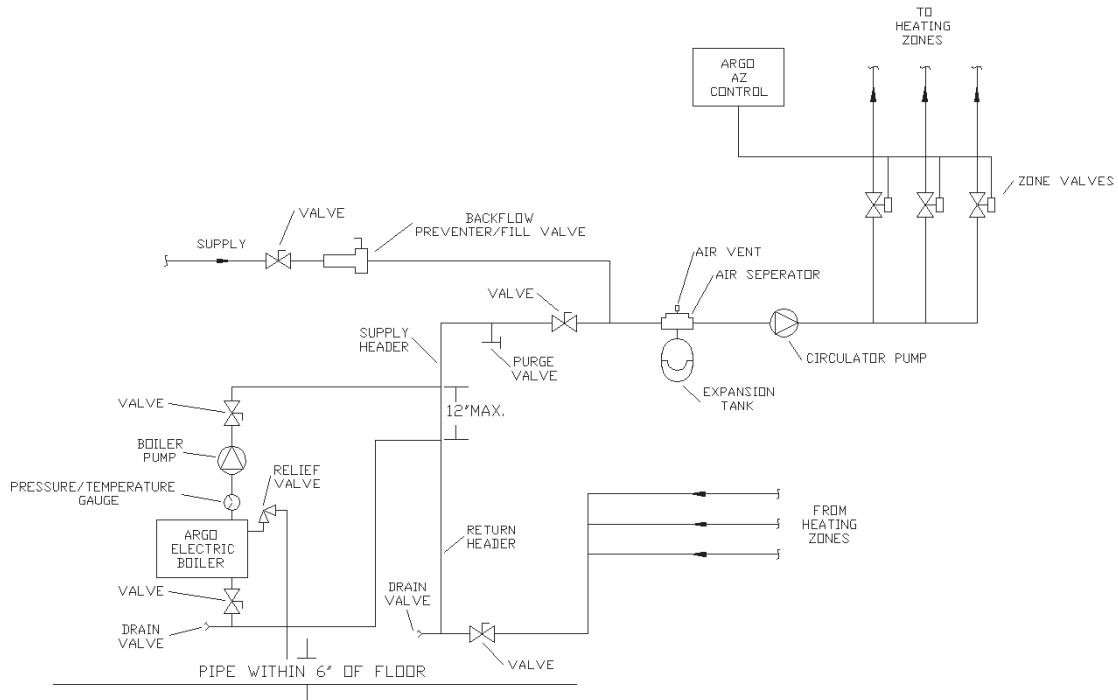 TO
HEATING
ZONES
ARGO
AZ
CONTROL
ZONE VALVES
VALVE
BACKFLOW
PREVENTER/FILL VALVE
SUPPLY
AIR VENT
AIR SEPERATOR
VALVE
SUPPLY
HEADER
PURGE
VALVE
CIRCULATOR PUMP
EXPANSION
TANK
VALVE
12"MAX.
BOILER
PUMP
RELIEF
VALVE
PRESSURE/TEMPERATURE
GAUGE
FROM
HEATING
ZONES
ARGO
ELECTRIC
BOILER
RETURN
HEADER
VALVE
DRAIN
VALVE
DRAIN
VALVE
VALVE
PIPE WITHIN 6" OF FLOOR